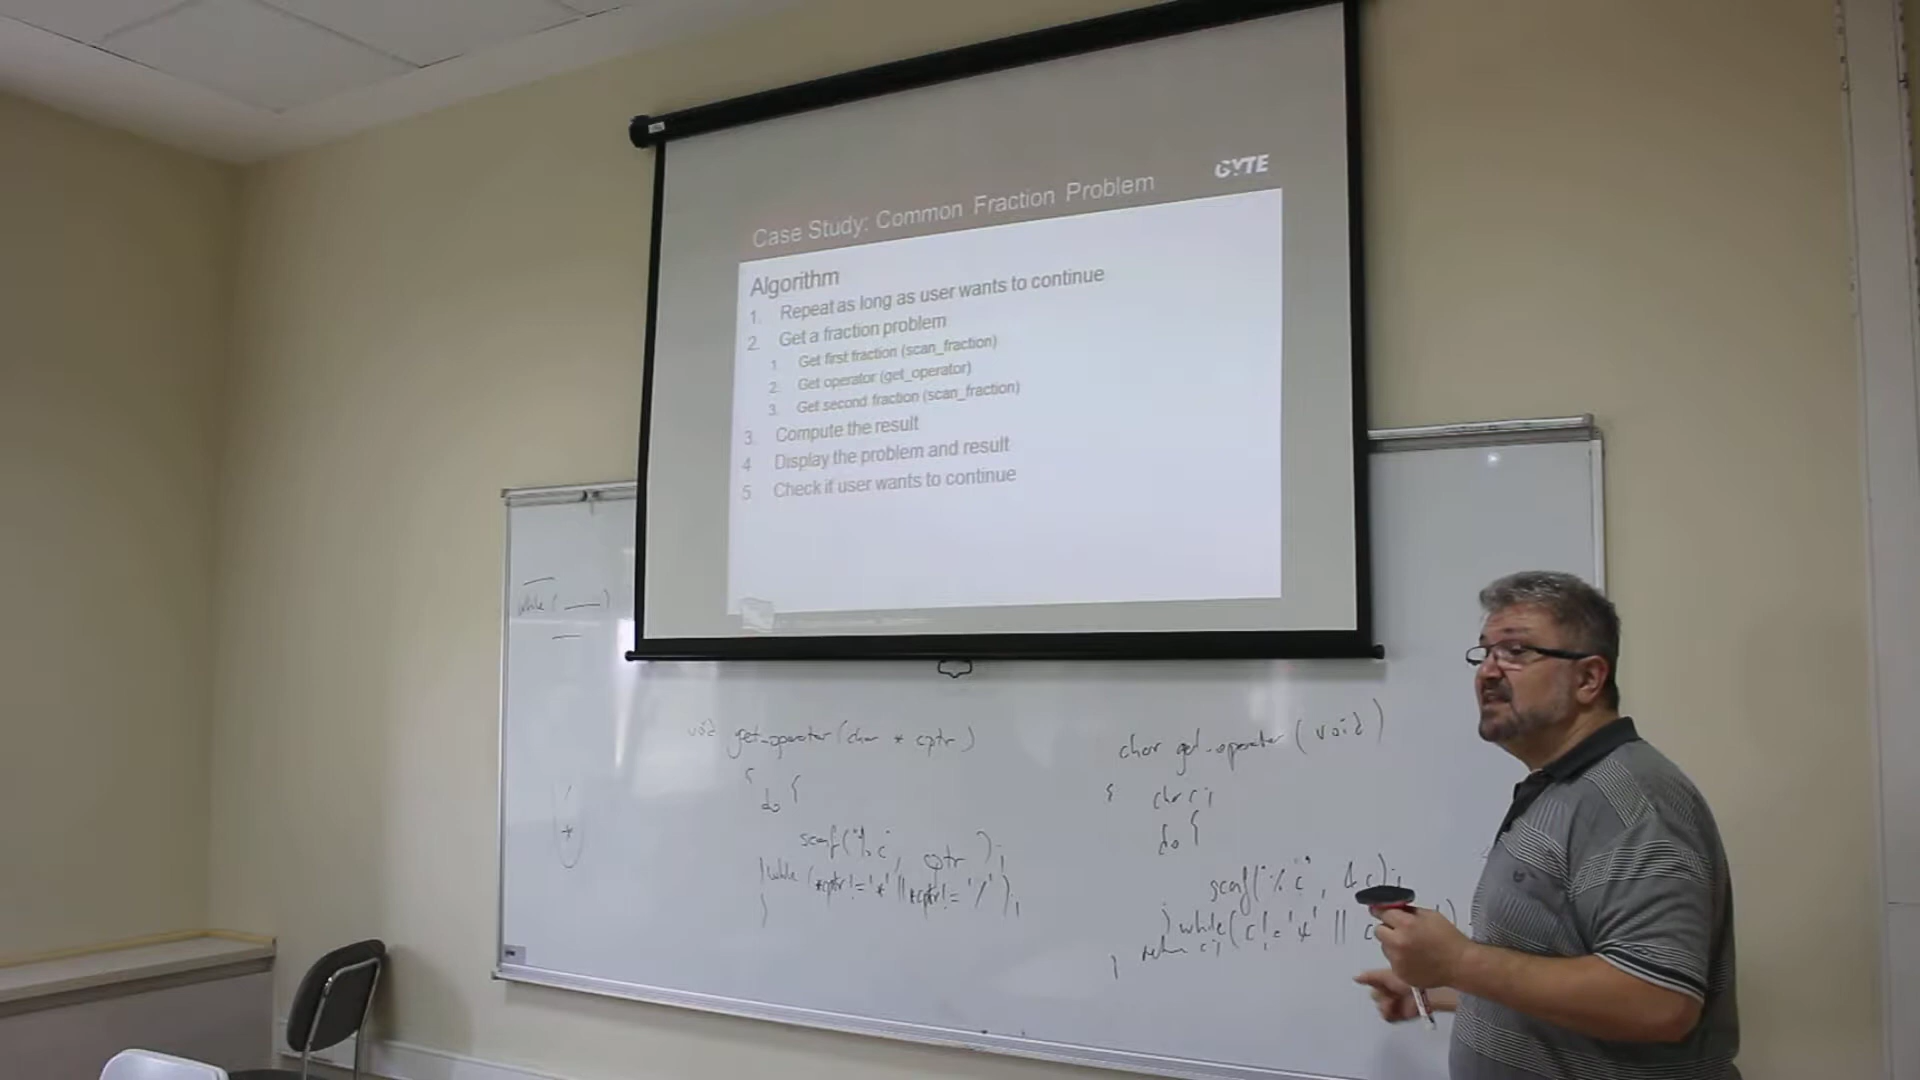 GYTE
Case Study: Common Fraction Problem
Algorithm
1. Repeat as long as user wants to continue
2. Get a fraction problem
1. Get first fraction (scan_fraction)
2. Get operator (get_operator)
3. Get second fraction (scan_fraction)
3. Compute the result
4 Display the problem and result
5 Check if user wants to continue
while ( )
/
*
void get_operator (char * cptr)
{
do {
scanf("%c", cptr );
} while (*cptr != '*' || *cptr != '/' );
}
char get_operator (void)
{ char c;
do {
scanf("%c", &c);
} while (c != '*' || c
return c;
}